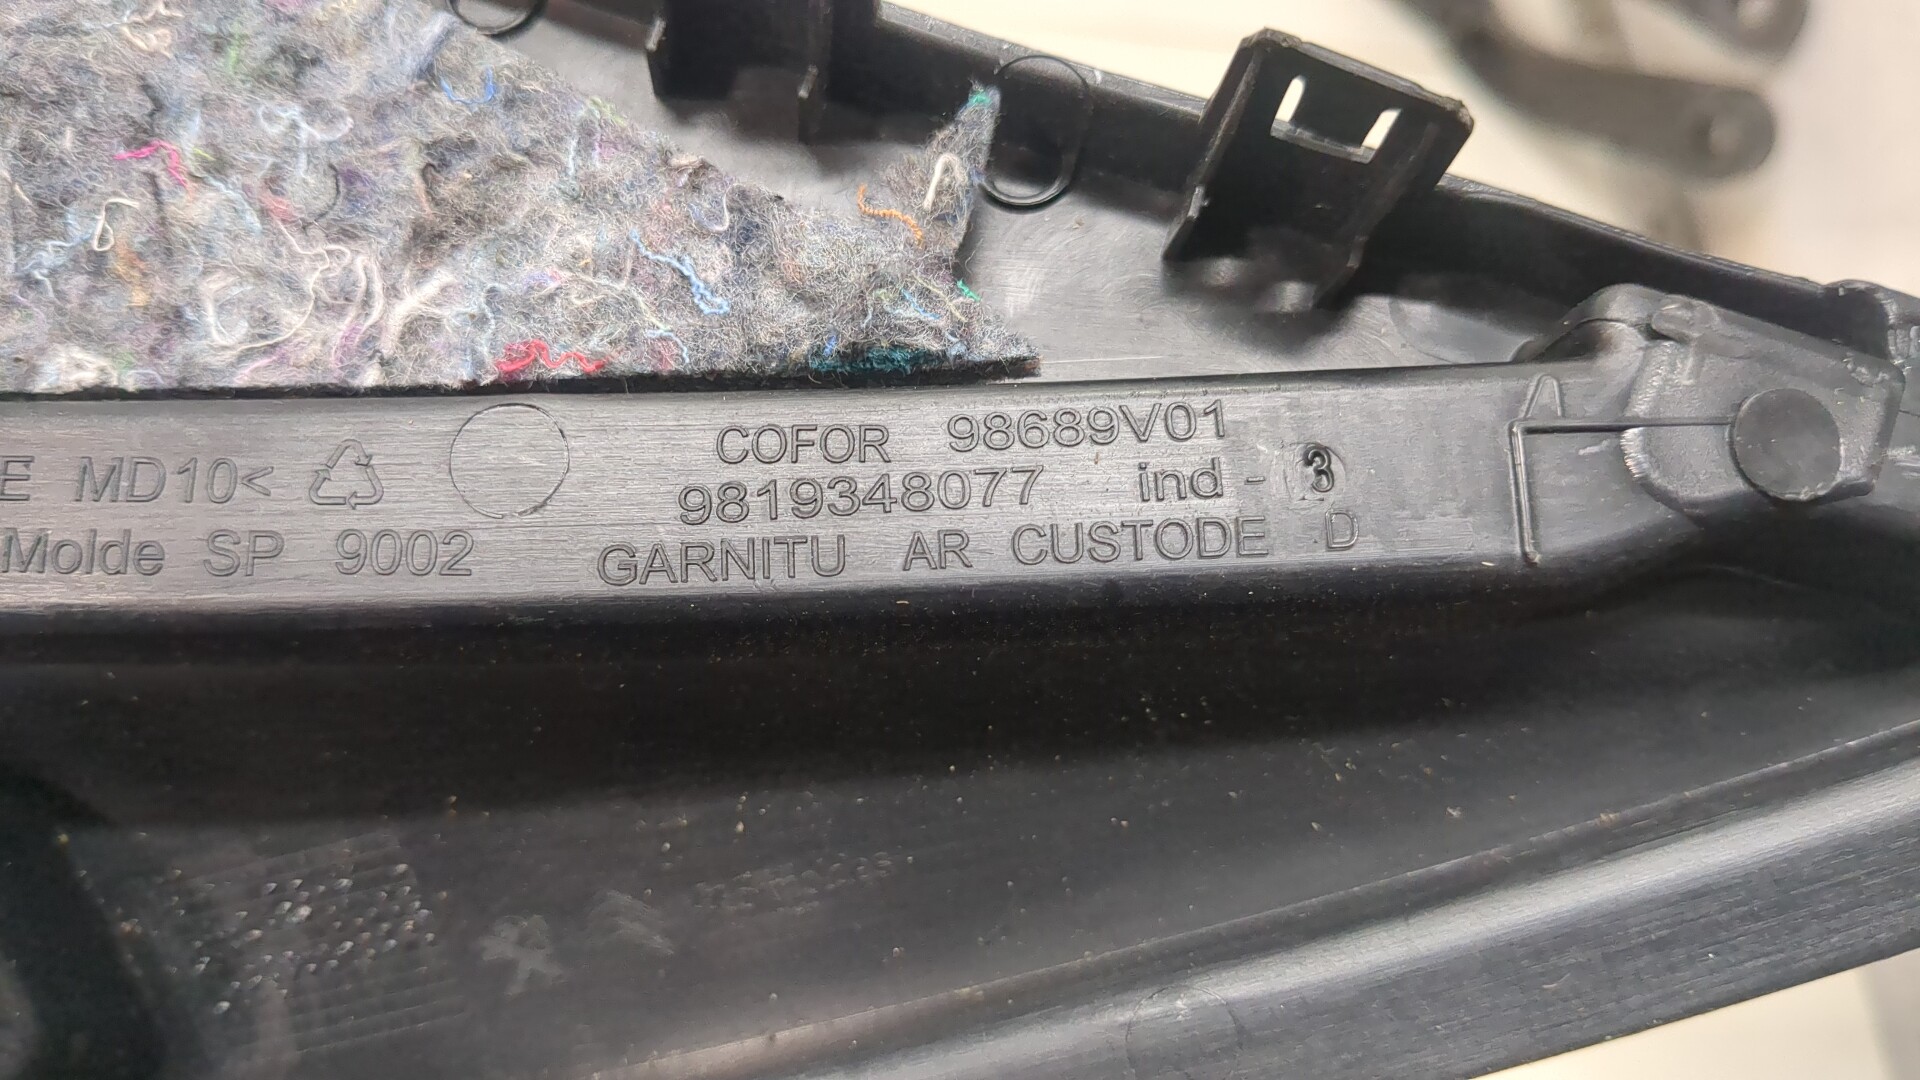 COFOR 98689V01
E MD10< 9819348077 ind - 3
Molde SP 9002 GARNITU AR CUSTODE D